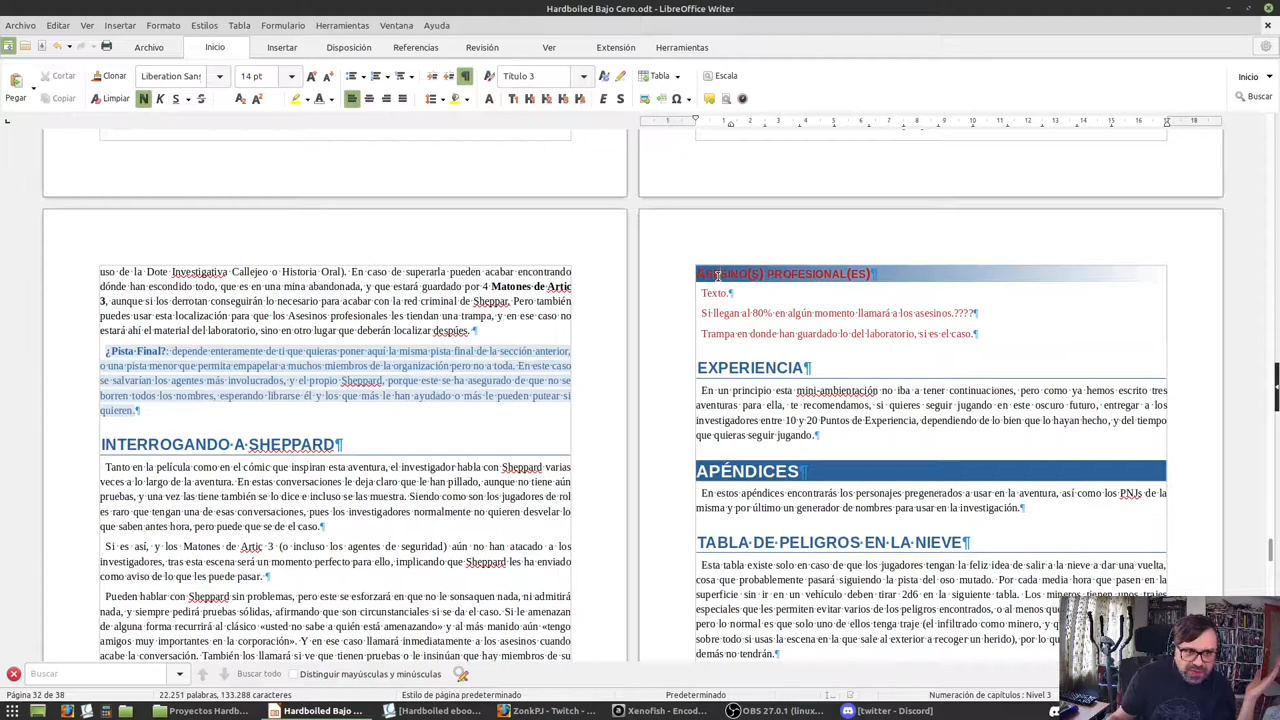 Hardboiled Bajo Cero.odt - LibreOffice Writer
Archivo Editar Ver Insertar Formato Estilos Tabla Formulario Herramientas Ventana Ayuda
Archivo Inicio Insertar Disposición Referencias Revisión Ver Extensión Herramientas
Pegar Cortar Clonar Liberation Sans 14 pt Título 3 Tabla Escala Inicio
Copiar Limpiar Buscar
uso de la Dote Investigativa Callejeo o Historia Oral). En caso de superarla pueden acabar encontrando
dónde han escondido todo, que es en una mina abandonada, y que estará guardado por 4 Matones de Artic
3, aunque si los derrotan conseguirán lo necesario para acabar con la red criminal de Sheppar. Pero también
puedes usar esta localización para que los Asesinos profesionales les tiendan una trampa, y en ese caso no
estará ahí el material del laboratorio, sino en otro lugar que deberán localizar despúes.¶
¿Pista Final?: depende enteramente de ti que quieras poner aquí la misma pista final de la sección anterior,
o una pista menor que permita empapelar a muchos miembros de la organización pero no a toda. En este caso
se salvarían los agentes más involucrados, y el propio Sheppard, porque este se ha asegurado de que no se
borren todos los nombres, esperando librarse él y los que más le han ayudado o más le pueden putear si
quieren.¶
INTERROGANDO A SHEPPARD¶
Tanto en la película como en el cómic que inspiran esta aventura, el investigador habla con Sheppard varias
veces a lo largo de la aventura. En estas conversaciones le deja claro que le han pillado, aunque no tiene aún
pruebas, y una vez las tiene también se lo dice e incluso se las muestra. Siendo como son los jugadores de rol
es raro que tengan una de esas conversaciones, pues los investigadores normalmente no quieren desvelar lo
que saben antes hora, pero puede que se de el caso.¶
Si es así, y los Matones de Artic 3 (o incluso los agentes de seguridad) aún no han atacado a los
investigadores, tras esta escena será un momento perfecto para ello, implicando que Sheppard les ha enviado
como aviso de lo que les puede pasar.¶
Pueden hablar con Sheppard sin problemas, pero este se esforzará en que no le sonsaquen nada, ni admitirá
nada, y siempre pedirá pruebas sólidas, afirmando que son circunstanciales si se da el caso. Si le amenazan
de alguna forma recurrirá al clásico «usted no sabe a quién está amenazando» y al más manido aún «tengo
amigos muy importantes en la corporación». Y en ese caso llamará inmediatamente a los asesinos cuando
acabe la conversación. También los llamará si ve que tienen pruebas o le insinúan que hay miembros de su
ASESINO(S) PROFESIONAL(ES)¶
Texto.¶
Si llegan al 80% en algún momento llamará a los asesinos.????¶
Trampa en donde han guardado lo del laboratorio, si es el caso.¶
EXPERIENCIA¶
En un principio esta mini-ambientación no iba a tener continuaciones, pero como ya hemos escrito tres
aventuras para ella, te recomendamos, si quieres seguir jugando en este oscuro futuro, entregar a los
investigadores entre 10 y 20 Puntos de Experiencia, dependiendo de lo bien que lo hayan hecho, y del tiempo
que quieras seguir jugando.¶
APÉNDICES¶
En estos apéndices encontrarás los personajes pregenerados a usar en la aventura, así como los PNJs de la
misma y por último un generador de nombres para usar en la investigación.¶
TABLA DE PELIGROS EN LA NIEVE¶
Esta tabla existe solo en caso de que los jugadores tengan la feliz idea de salir a la nieve a dar una vuelta,
cosa que probablemente pasará siguiendo la pista del oso mutado. Por cada media hora que pasen en la
superficie sin ir en un vehículo deben tirar 2d6 en la siguiente tabla. Los mineros tienen unos trajes
especiales que les permiten evitar varios de los peligros encontrados, o al menos que
pero lo normal es que solo uno de ellos tenga traje (el infiltrado como minero, y
sobre todo si usas la escena en la que sale al exterior a recoger un herido), por lo
demás no tendrán.¶
Buscar Buscar todo Distinguir mayúsculas y minúsculas
Página 32 de 38 22.251 palabras, 133.288 caracteres Estilo de página predeterminado Predeterminado Numeración de capítulos : Nivel 3
Proyectos Hardb... Hardboiled Bajo ... [Hardboiled eboo... ZonkPJ - Twitch - ... Xenofish - Encod... OBS 27.0.1 (linux... [twitter - Discord]